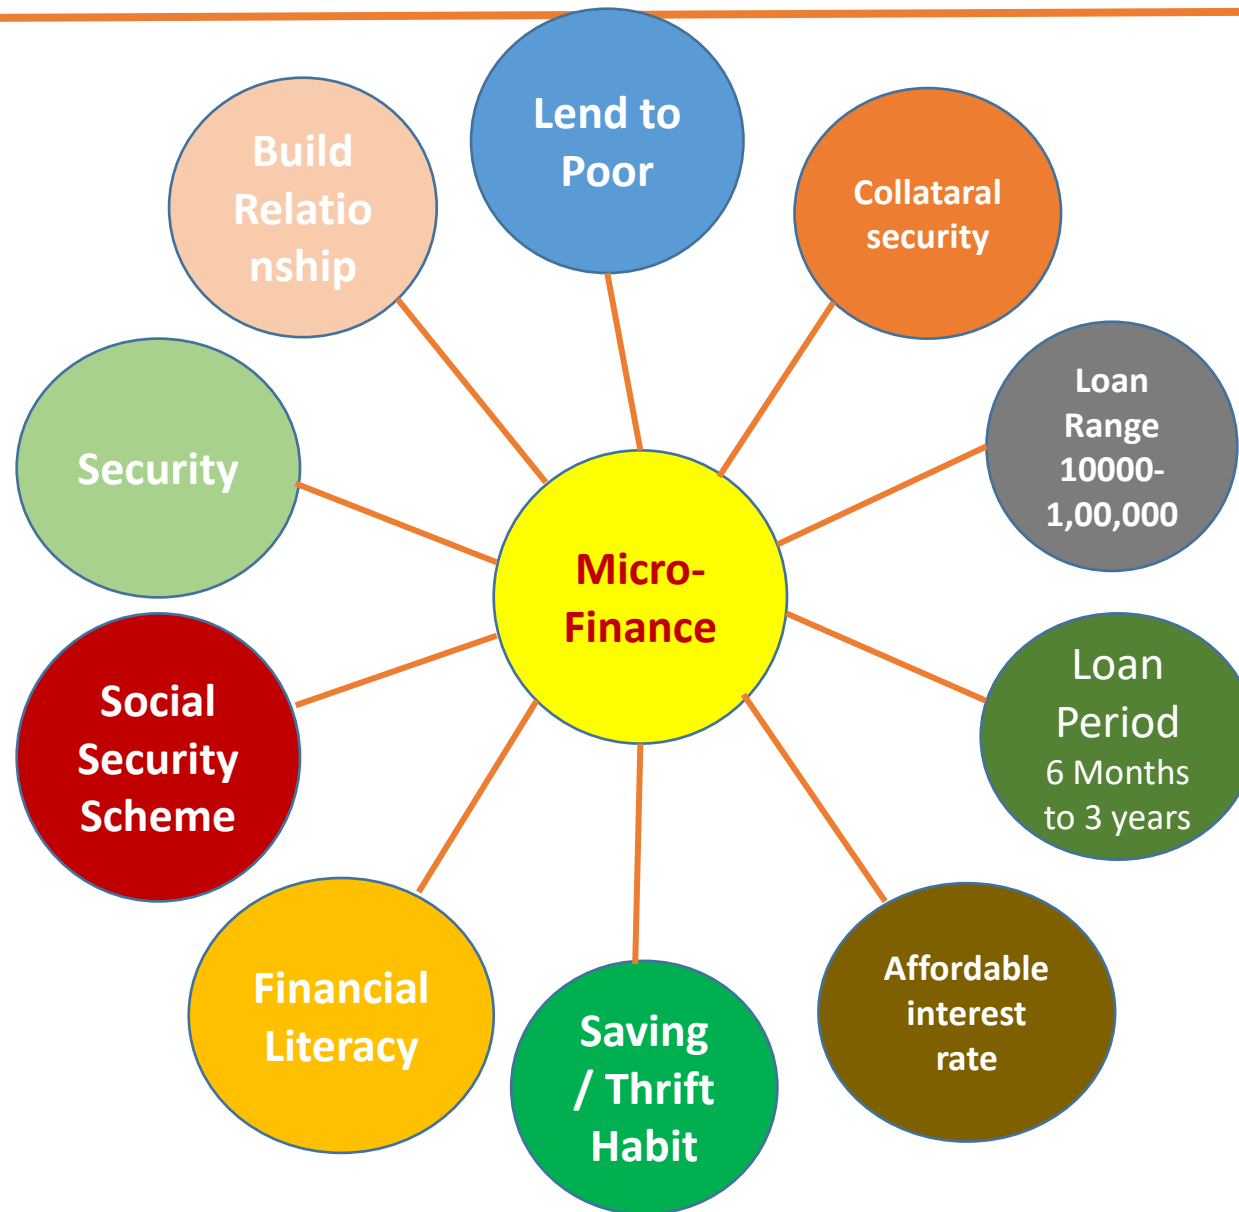 Lend to
Poor
Collataral
security
Loan
Range
10000-
1,00,000
Loan
Period
6 Months
to 3 years
Affordable
interest
rate
Saving
/ Thrift
Habit
Financial
Literacy
Social
Security
Scheme
Security
Build
Relatio
nship
Micro-
Finance